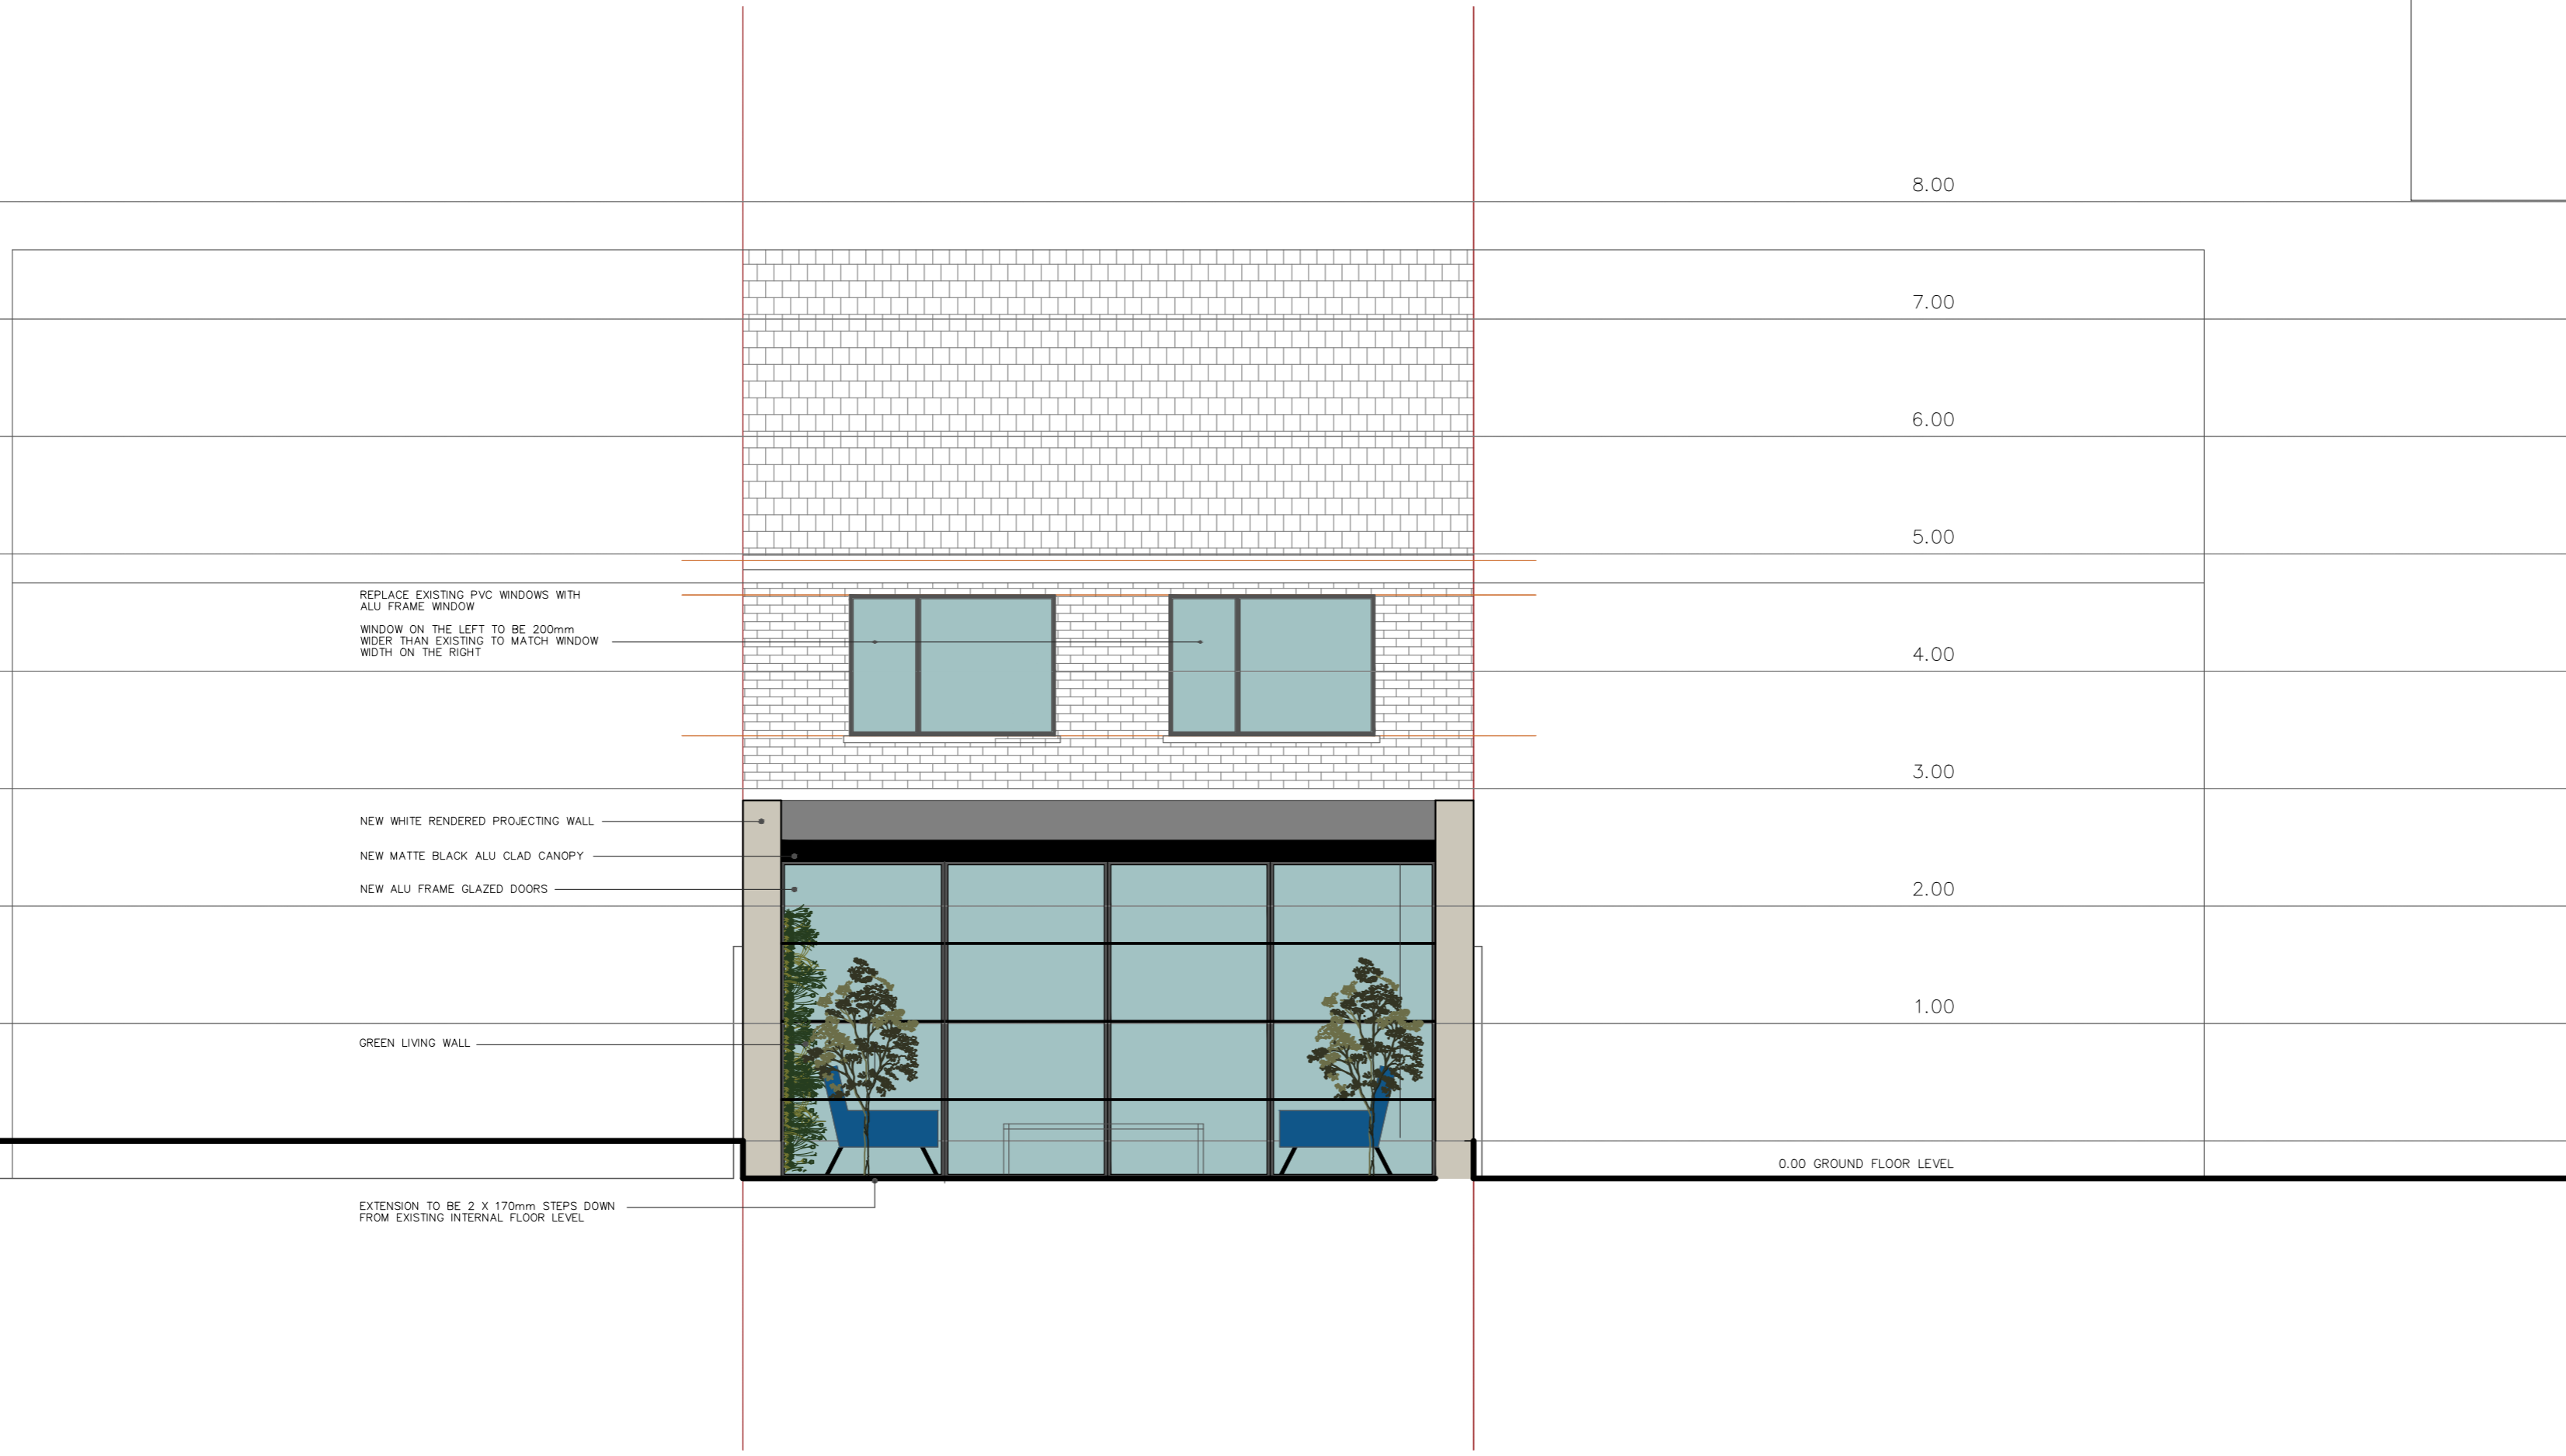 8.00
7.00
6.00
5.00
REPLACE EXISTING PVC WINDOWS WITH
ALU FRAME WINDOW
WINDOW ON THE LEFT TO BE 200mm
WIDER THAN EXISTING TO MATCH WINDOW
WIDTH ON THE RIGHT
4.00
3.00
NEW WHITE RENDERED PROJECTING WALL
NEW MATTE BLACK ALU CLAD CANOPY
NEW ALU FRAME GLAZED DOORS
2.00
1.00
GREEN LIVING WALL
0.00 GROUND FLOOR LEVEL
EXTENSION TO BE 2 X 170mm STEPS DOWN
FROM EXISTING INTERNAL FLOOR LEVEL